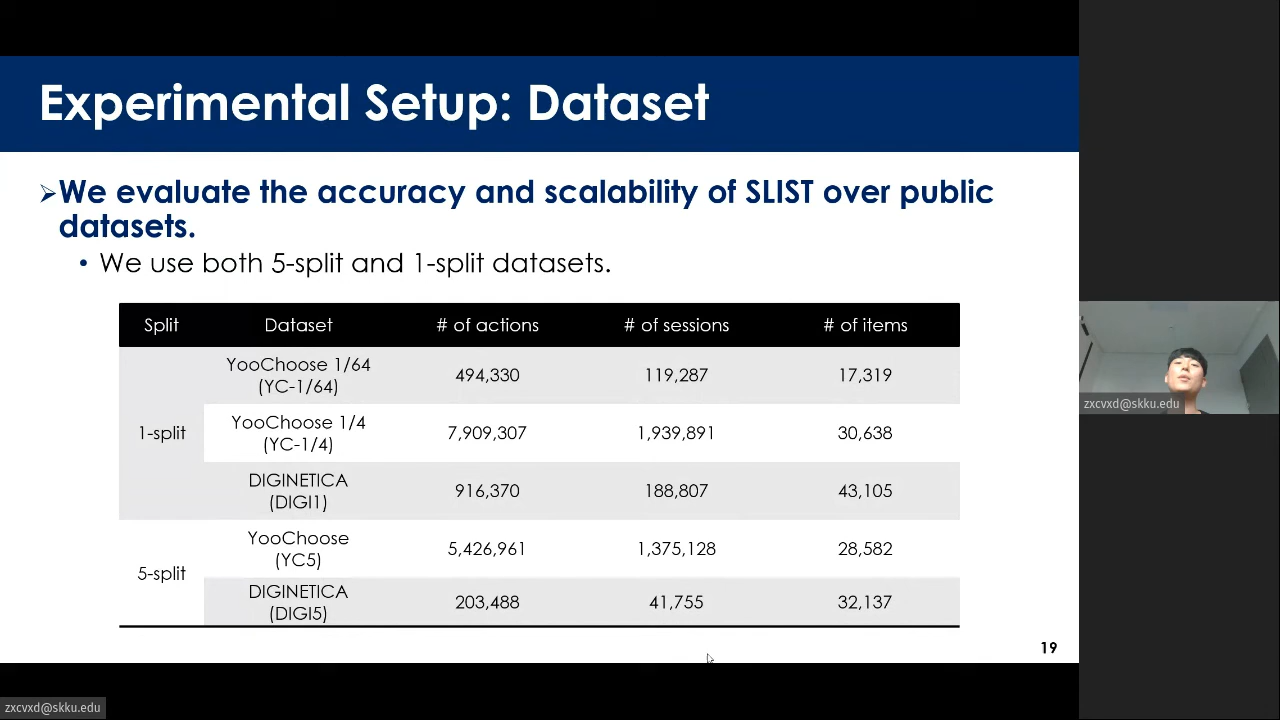 Experimental Setup: Dataset
➢We evaluate the accuracy and scalability of SLIST over public
datasets.
• We use both 5-split and 1-split datasets.
Split Dataset # of actions # of sessions # of items
1-split
YooChoose 1/64
(YC-1/64)
494,330 119,287 17,319
YooChoose 1/4
(YC-1/4)
7,909,307 1,939,891 30,638
DIGINETICA
(DIGI1)
916,370 188,807 43,105
5-split
YooChoose
(YC5)
5,426,961 1,375,128 28,582
DIGINETICA
(DIGI5)
203,488 41,755 32,137
19
zxcvxd@skku.edu
zxcvxd@skku.edu